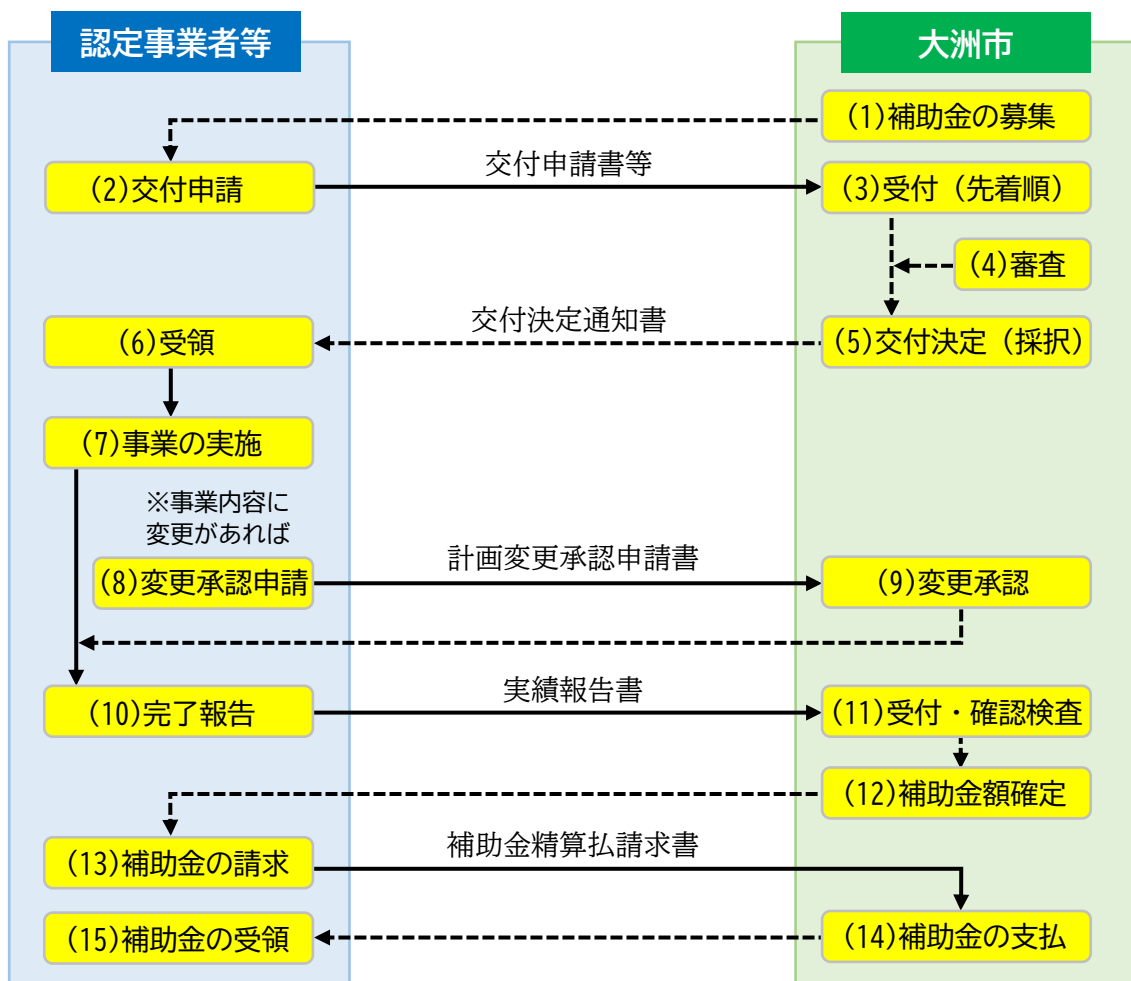 認定事業者等
大洲市
(1)補助金の募集
交付申請書等
(2)交付申請
(3)受付（先着順）
(4)審査
交付決定通知書
(6)受領
(5)交付決定（採択）
(7)事業の実施
※事業内容に
変更があれば
計画変更承認申請書
(8)変更承認申請
(9)変更承認
実績報告書
(10)完了報告
(11)受付・確認検査
(12)補助金額確定
補助金精算払請求書
(13)補助金の請求
(15)補助金の受領
(14)補助金の支払